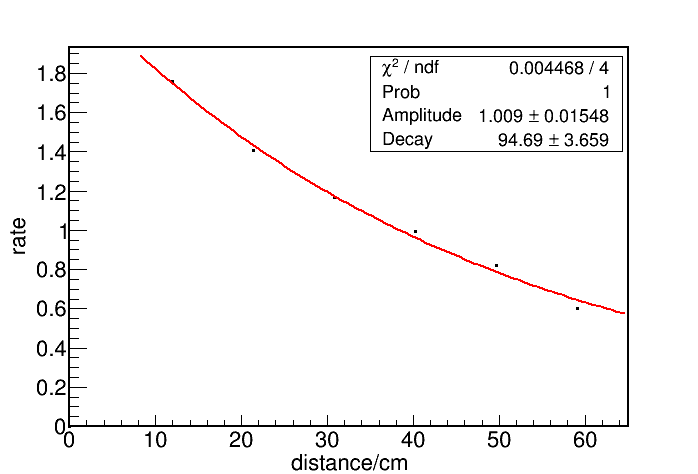 χ² / ndf 0.004468 / 4
Prob 1
Amplitude 1.009 ± 0.01548
Decay 94.69 ± 3.659
rate
1.8
1.6
1.4
1.2
1
0.8
0.6
0.4
0.2
0
0 10 20 30 40 50 60
distance/cm